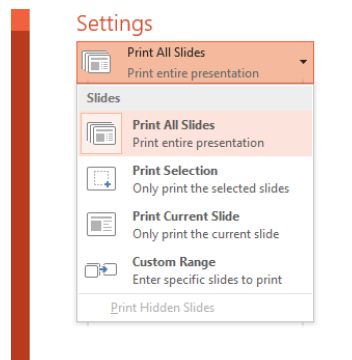 Settings
Print All Slides
Print entire presentation
Slides
Print All Slides
Print entire presentation
Print Selection
Only print the selected slides
Print Current Slide
Only print the current slide
Custom Range
Enter specific slides to print
Print Hidden Slides